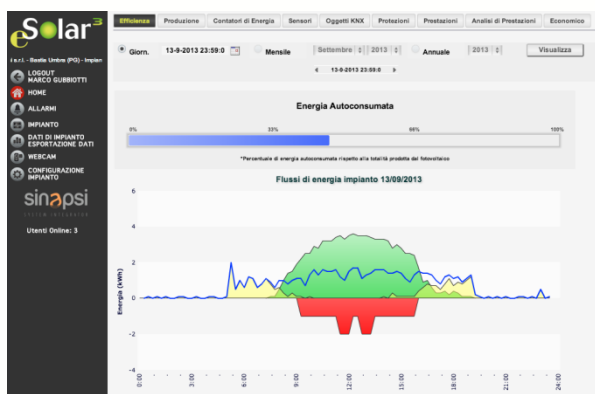 eSolar³
Efficienza Produzione Contatori di Energia Sensori Oggetti KNX Protezioni Prestazioni Analisi di Prestazioni Economico
Giorn. 13-9-2013 23:59:0 Mensile Settembre 2013 Annuale 2013 Visualizza
13-9-2013 23:59:0
s.r.l. - Bastia Umbra (PG) - Impian
LOGOUT
MARCO GUBBIOTTI
HOME
ALLARMI
IMPIANTO
DATI DI IMPIANTO
ESPORTAZIONE DATI
WEBCAM
CONFIGURAZIONE
IMPIANTO
sinapsi
SYSTEM INTEGRATOR
Utenti Online: 3
Energia Autoconsumata
0% 33% 66% 100%
*Percentuale di energia autoconsumata rispetto alla totalità prodotta dal fotovoltaico
Flussi di energia impianto 13/09/2013
Energia (kWh)
6
4
2
0
-2
-4
0:00 3:00 6:00 9:00 12:00 15:00 18:00 21:00 24:00